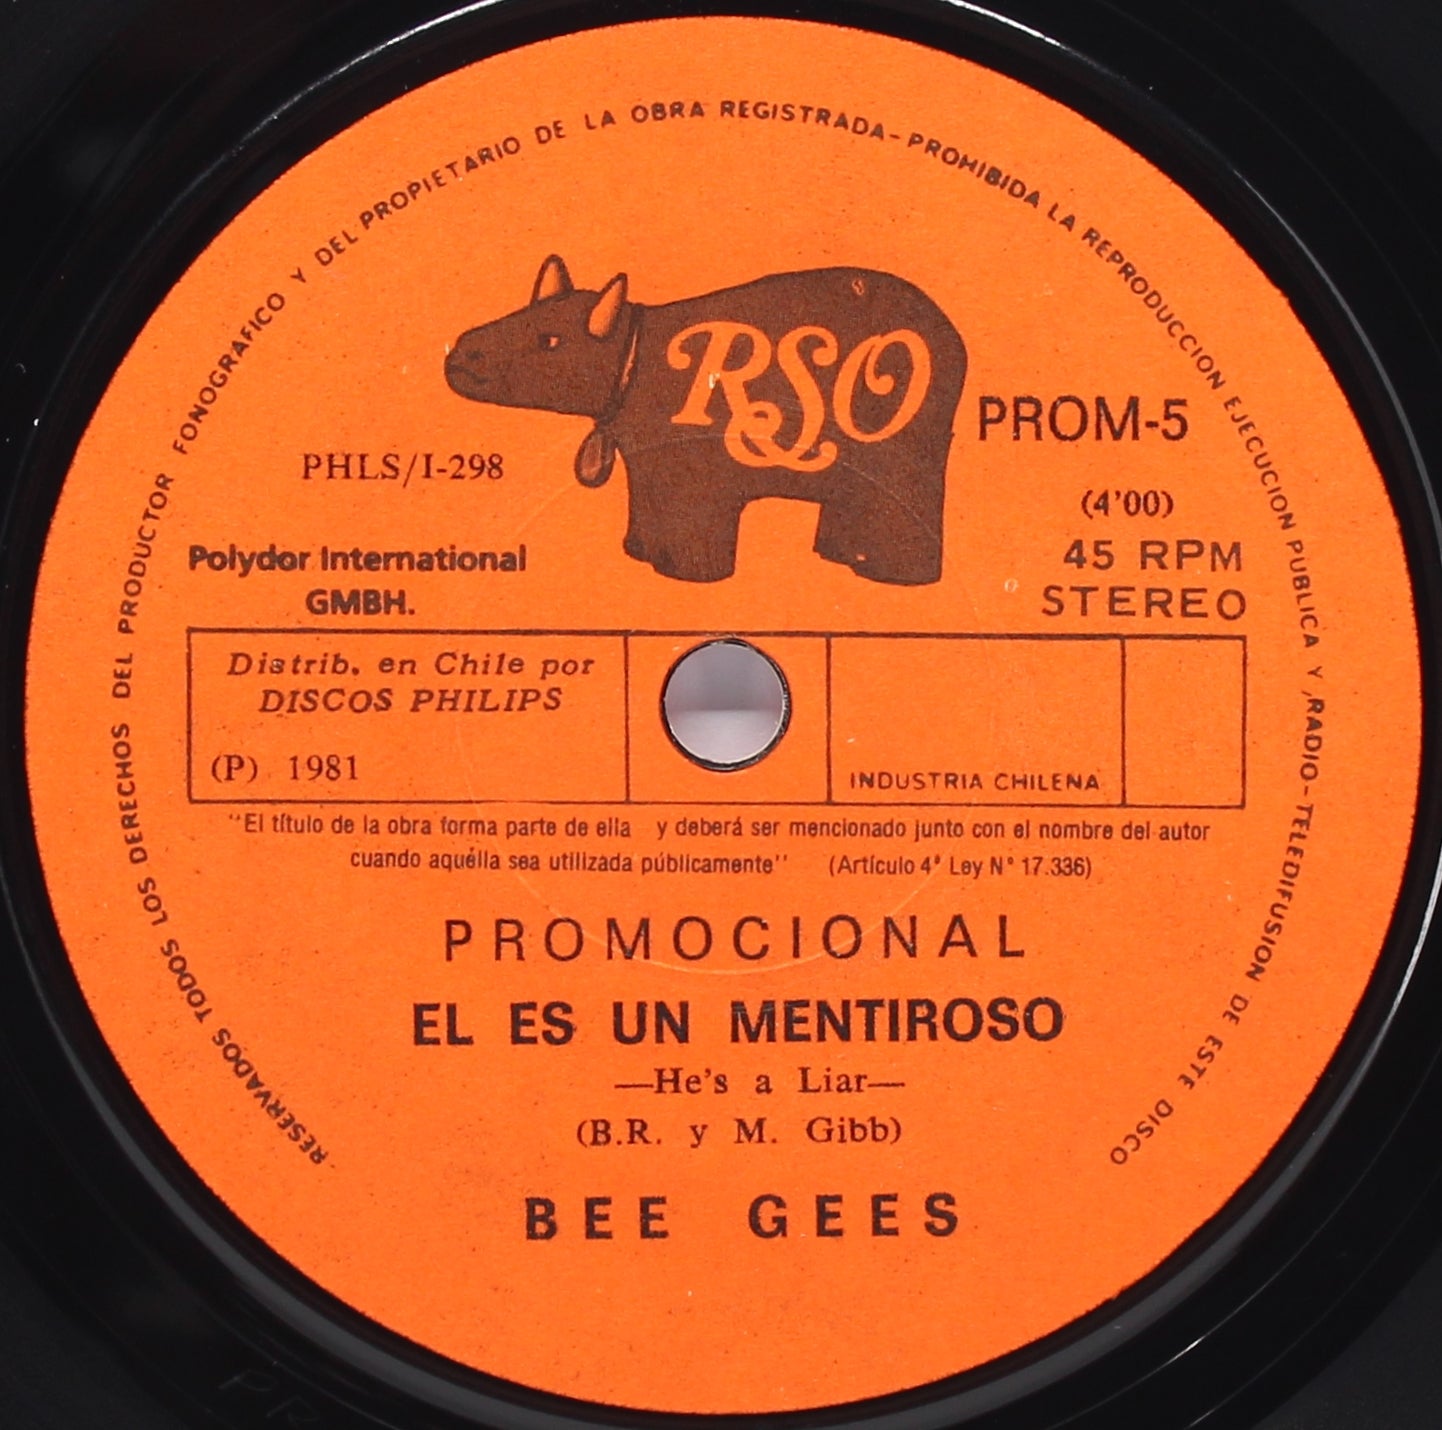 RESERVADOS TODOS LOS DERECHOS DEL PRODUCTOR FONOGRAFICO Y DEL PROPIETARIO DE LA OBRA REGISTRADA-PROHIBIDA LA REPRODUCCION EJECUCION PUBLICA Y ,RADIO-TELEDIFUSION DE ESTE DISCO
RSO
PROM-5
PHLS/I-298
(4'00)
Polydor International
GMBH.
45 RPM
STEREO
Distrib. en Chile por
DISCOS PHILIPS
(P) 1981
INDUSTRIA CHILENA
"El título de la obra forma parte de ella y deberá ser mencionado junto con el nombre del autor
cuando aquélla sea utilizada públicamente" (Artículo 4° Ley N° 17.336)
PROMOCIONAL
EL ES UN MENTIROSO
—He's a Liar—
(B.R. y M. Gibb)
BEE GEES